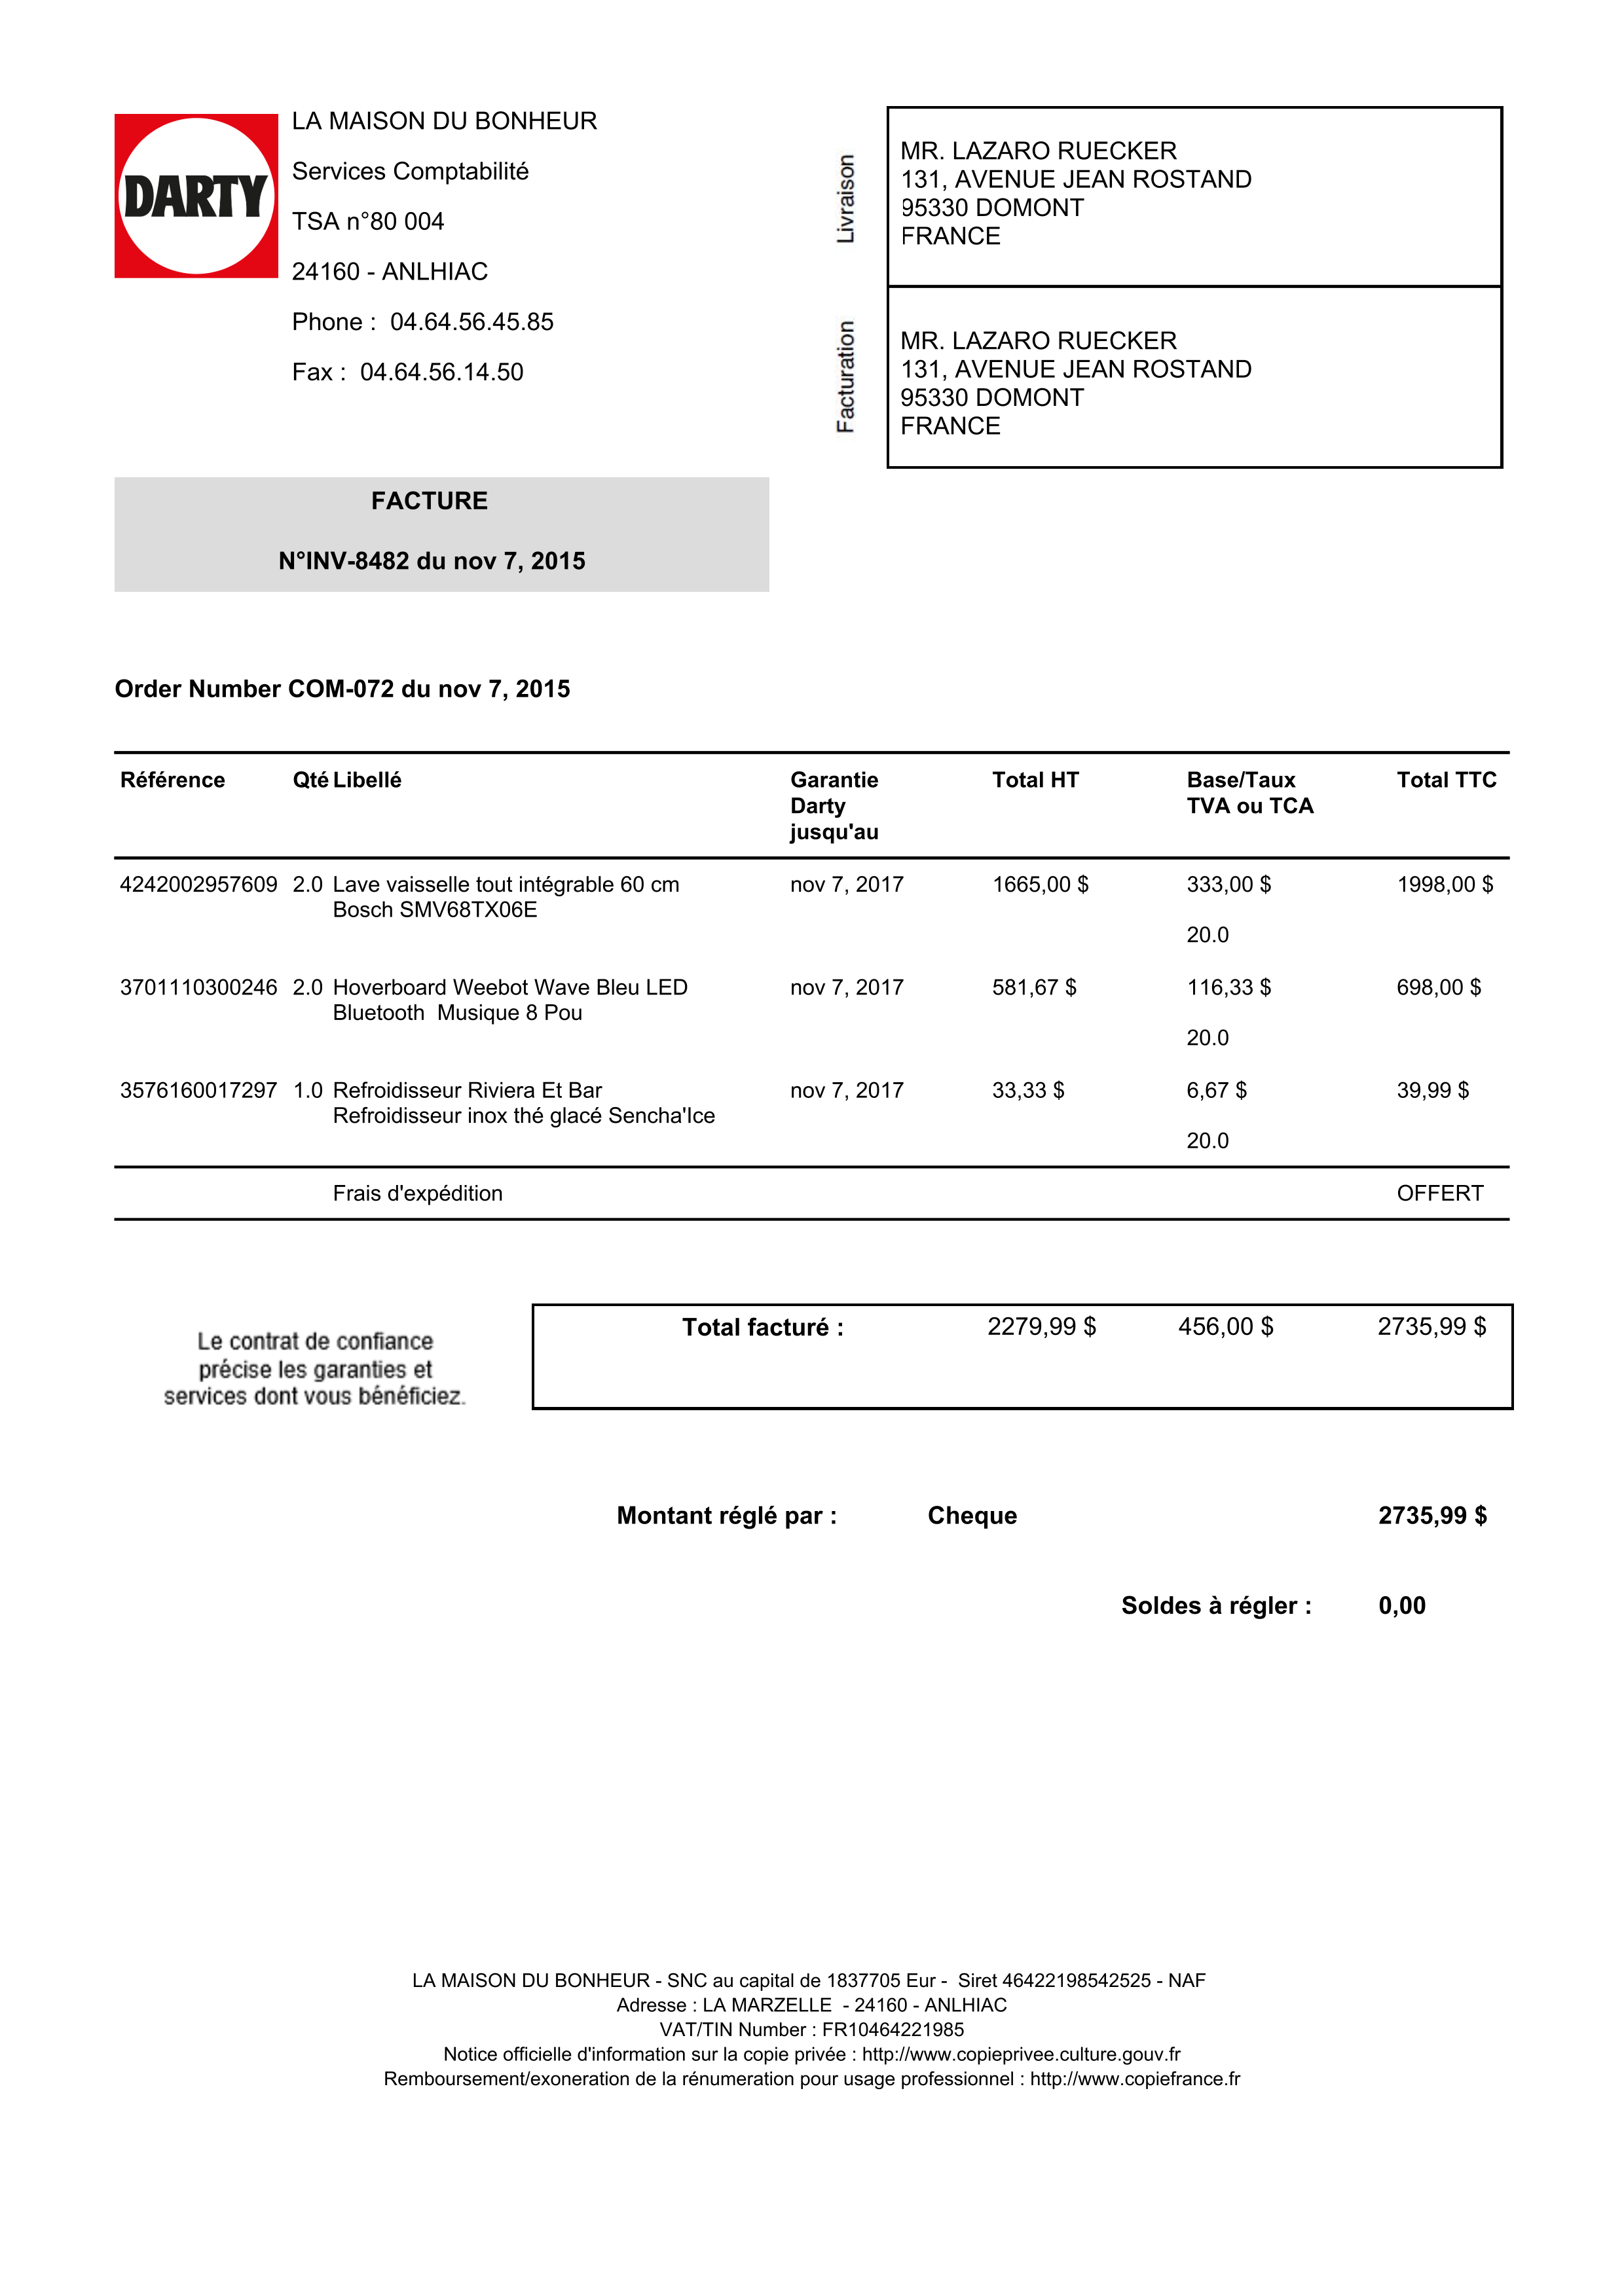 DARTY
LA MAISON DU BONHEUR
Services Comptabilité
TSA n°80 004
24160 - ANLHIAC
Phone :  04.64.56.45.85
Fax :  04.64.56.14.50
Livraison
MR. LAZARO RUECKER
131, AVENUE JEAN ROSTAND
95330 DOMONT
FRANCE
Facturation
MR. LAZARO RUECKER
131, AVENUE JEAN ROSTAND
95330 DOMONT
FRANCE
FACTURE
N°INV-8482 du nov 7, 2015
Order Number COM-072 du nov 7, 2015
Référence Qté Libellé Garantie Darty jusqu'au Total HT Base/Taux TVA ou TCA Total TTC
4242002957609 2.0 Lave vaisselle tout intégrable 60 cm nov 7, 2017 1665,00 $ 333,00 $ 1998,00 $
Bosch SMV68TX06E
20.0
3701110300246 2.0 Hoverboard Weebot Wave Bleu LED nov 7, 2017 581,67 $ 116,33 $ 698,00 $
Bluetooth  Musique 8 Pou
20.0
3576160017297 1.0 Refroidisseur Riviera Et Bar nov 7, 2017 33,33 $ 6,67 $ 39,99 $
Refroidisseur inox thé glacé Sencha'Ice
20.0
Frais d'expédition OFFERT
Le contrat de confiance
précise les garanties et
services dont vous bénéficiez.
Total facturé : 2279,99 $ 456,00 $ 2735,99 $
Montant réglé par : Cheque 2735,99 $
Soldes à régler : 0,00
LA MAISON DU BONHEUR - SNC au capital de 1837705 Eur -  Siret 46422198542525 - NAF
Adresse : LA MARZELLE  - 24160 - ANLHIAC
VAT/TIN Number : FR10464221985
Notice officielle d'information sur la copie privée : http://www.copieprivee.culture.gouv.fr
Remboursement/exoneration de la rénumeration pour usage professionnel : http://www.copiefrance.fr